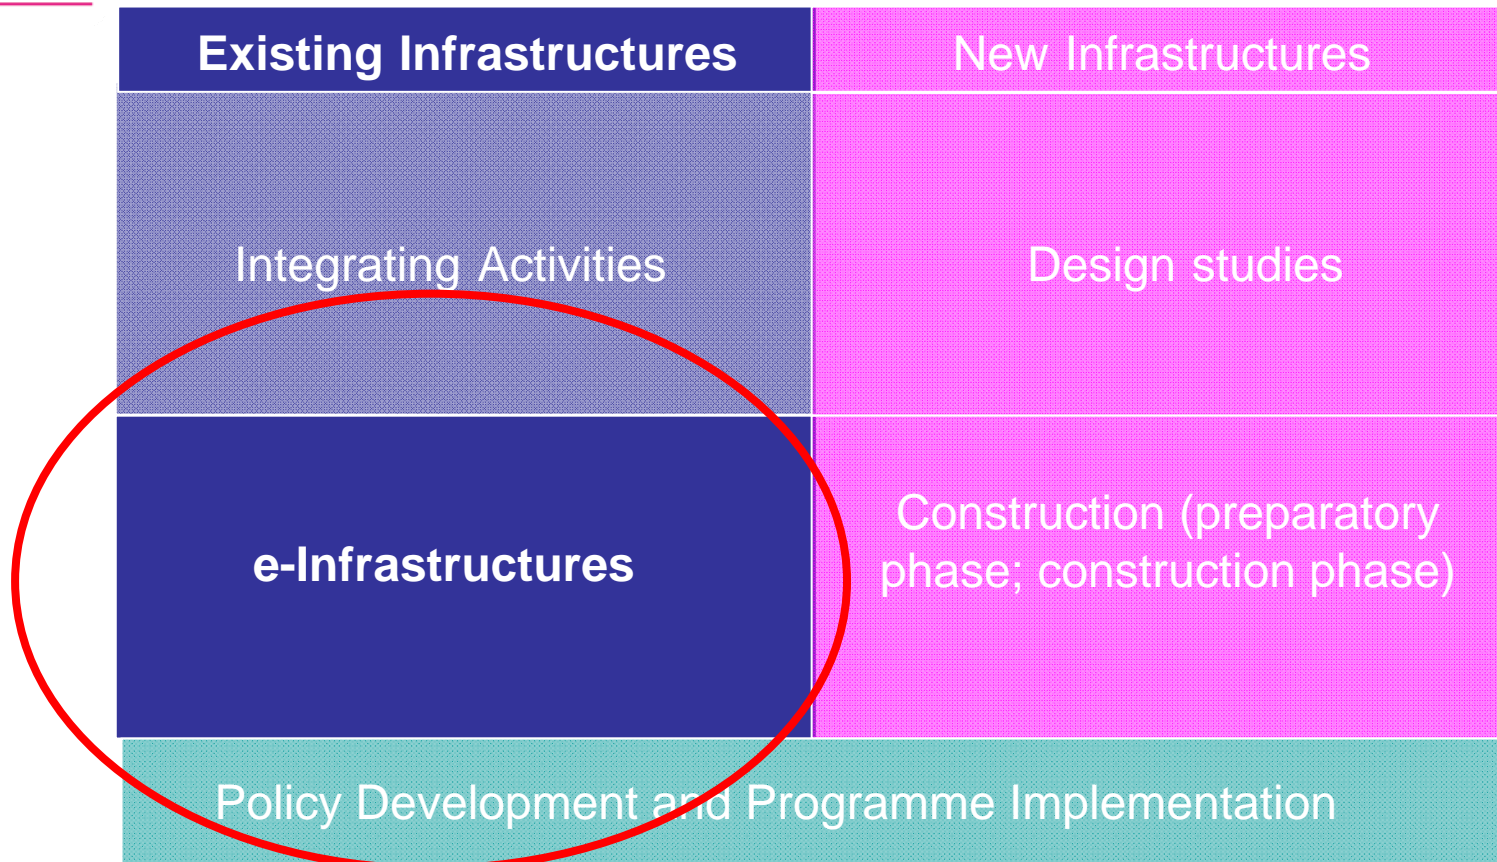 Existing Infrastructures
New Infrastructures
Integrating Activities
Design studies
e-Infrastructures
Construction (preparatory
phase; construction phase)
Policy Development and Programme Implementation